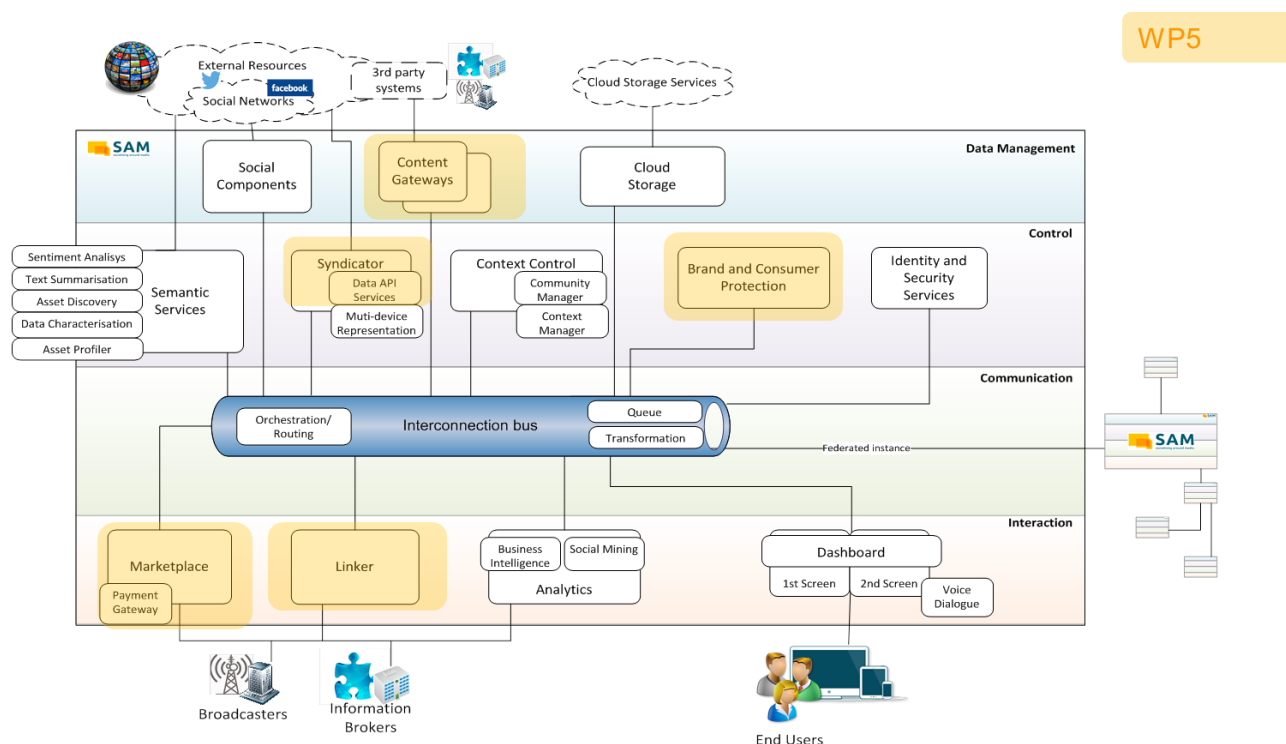 WP5
External Resources
facebook
Social Networks
3rd party
systems
Cloud Storage Services
SAM
Data Management
Social
Components
Content
Gateways
Cloud
Storage
Control
Sentiment Analisys
Text Summarisation
Asset Discovery
Data Characterisation
Asset Profiler
Semantic
Services
Syndicator
Data API
Services
Muti-device
Representation
Context Control
Community
Manager
Context
Manager
Brand and Consumer
Protection
Identity and
Security
Services
Communication
Orchestration/
Routing
Interconnection bus
Queue
Transformation
Federated instance
SAM
Interaction
Marketplace
Payment
Gateway
Linker
Business
Intelligence
Social Mining
Analytics
Dashboard
1st Screen
2nd Screen
Voice
Dialogue
Broadcasters
Information
Brokers
End Users